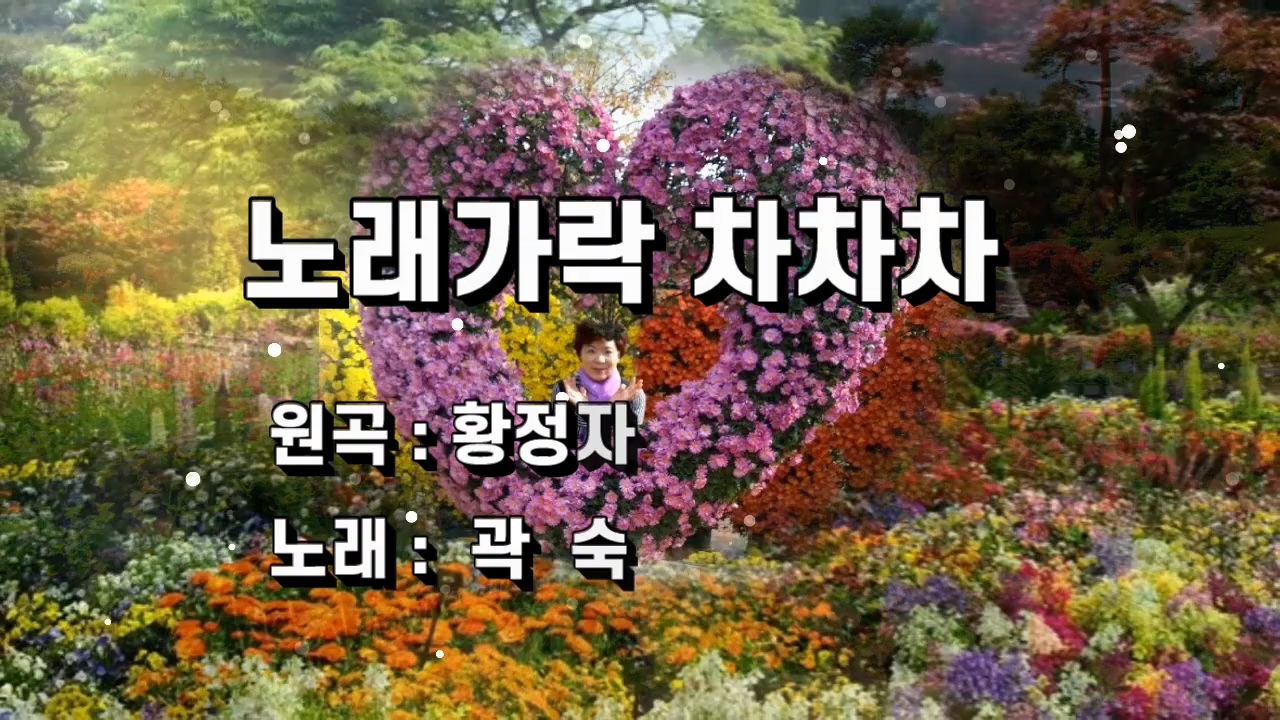 노래가락 차차차
원곡 : 황정자
노래 : 곽 숙